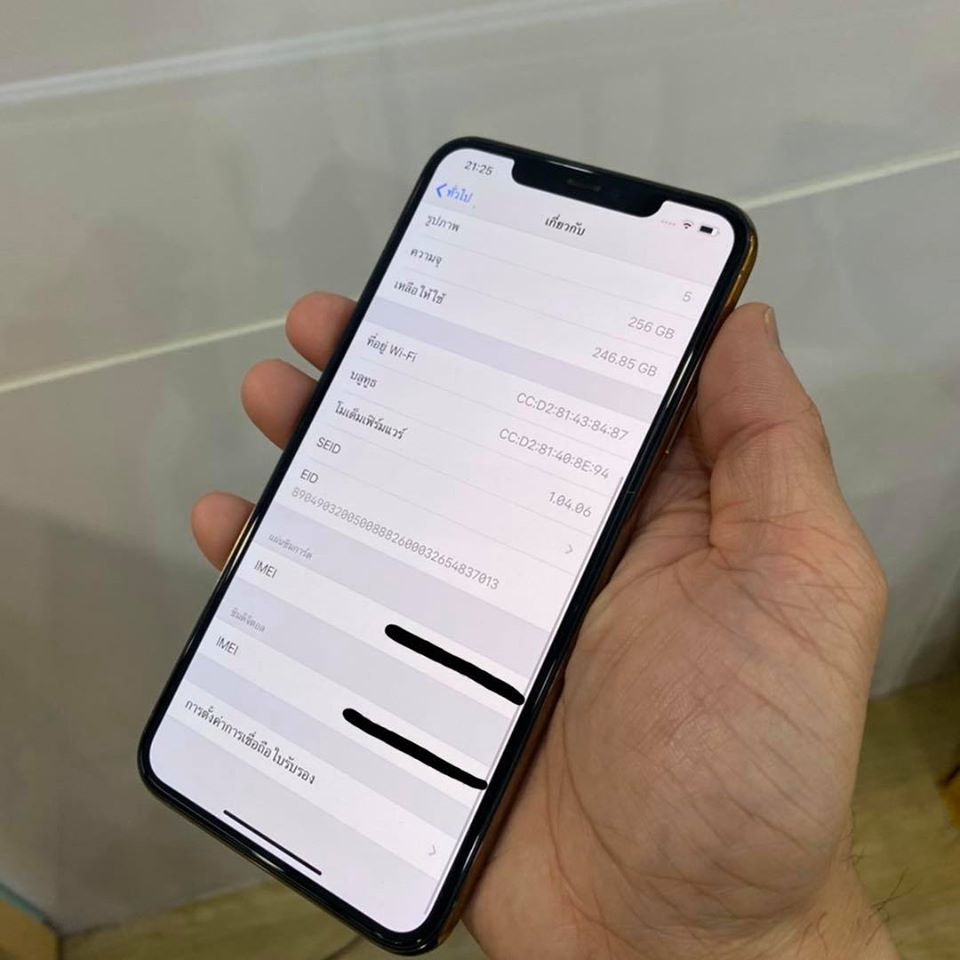 21:25
ทั่วไป
เกี่ยวกับ
รูปภาพ 5
ความจุ 256 GB
เหลือให้ใช้ 246.85 GB
ที่อยู่ Wi-Fi CC:D2:81:43:84:87
บลูทูธ CC:D2:81:40:8E:94
โมเด็มเฟิร์มแวร์ 1.04.06
SEID
EID
89049032005008882600032654837013
แผ่นซิมการ์ด
IMEI
ซิมดิจิตอล
IMEI
การตั้งค่าการเชื่อถือใบรับรอง